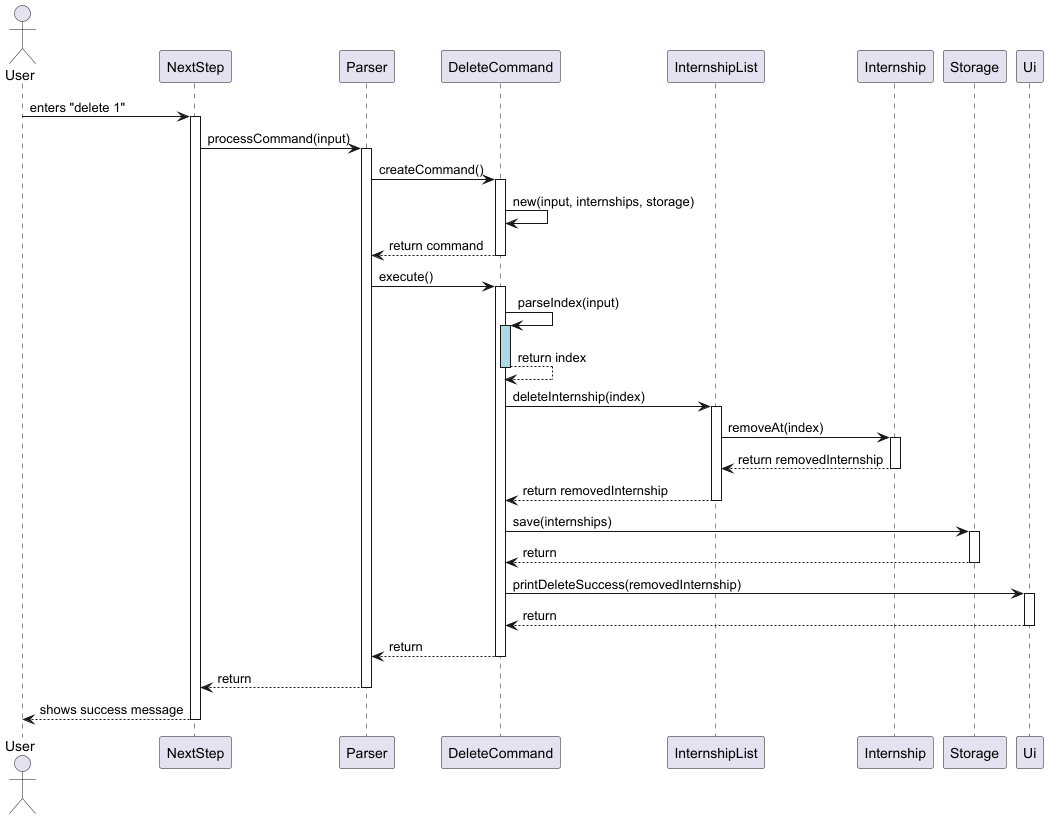 User
NextStep
Parser
DeleteCommand
InternshipList
Internship
Storage
Ui
enters "delete 1"
processCommand(input)
createCommand()
new(input, internships, storage)
return command
execute()
parseIndex(input)
return index
deleteInternship(index)
removeAt(index)
return removedInternship
return removedInternship
save(internships)
return
printDeleteSuccess(removedInternship)
return
return
return
shows success message
User
NextStep
Parser
DeleteCommand
InternshipList
Internship
Storage
Ui